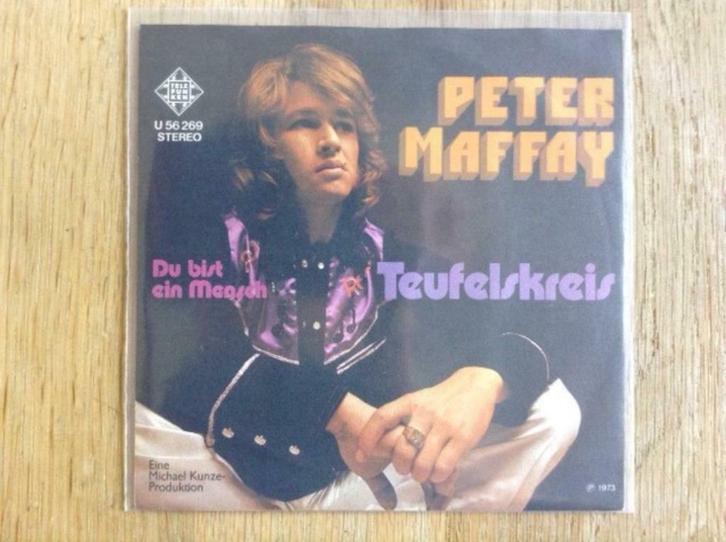 TELE
FUN
KEN
U 56 269
STEREO
PETER
MAFFAY
Du bist
ein Mensch
Teufelskreis
Eine
Michael Kunze-
Produktion
℗ 1973